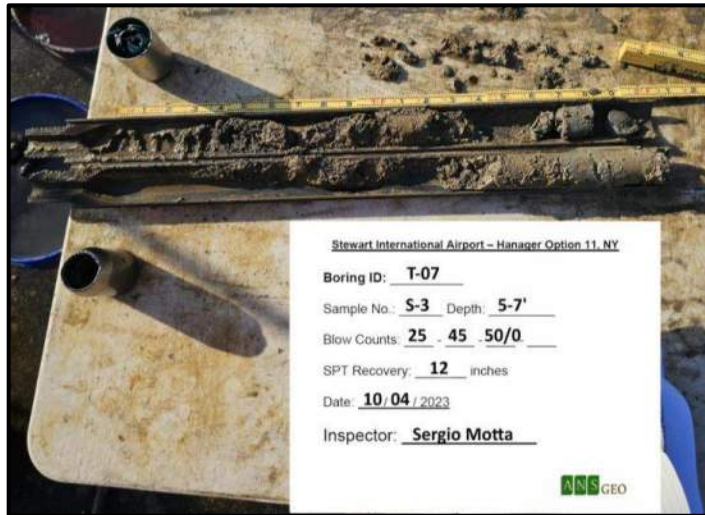 Stewart International Airport – Hanager Option 11, NY
Boring ID: T-07
Sample No.: S-3 Depth: 5-7'
Blow Counts: 25 - 45 - 50/0 -
SPT Recovery: 12 inches
Date: 10 / 04 / 2023
Inspector: Sergio Motta
ANS GEO